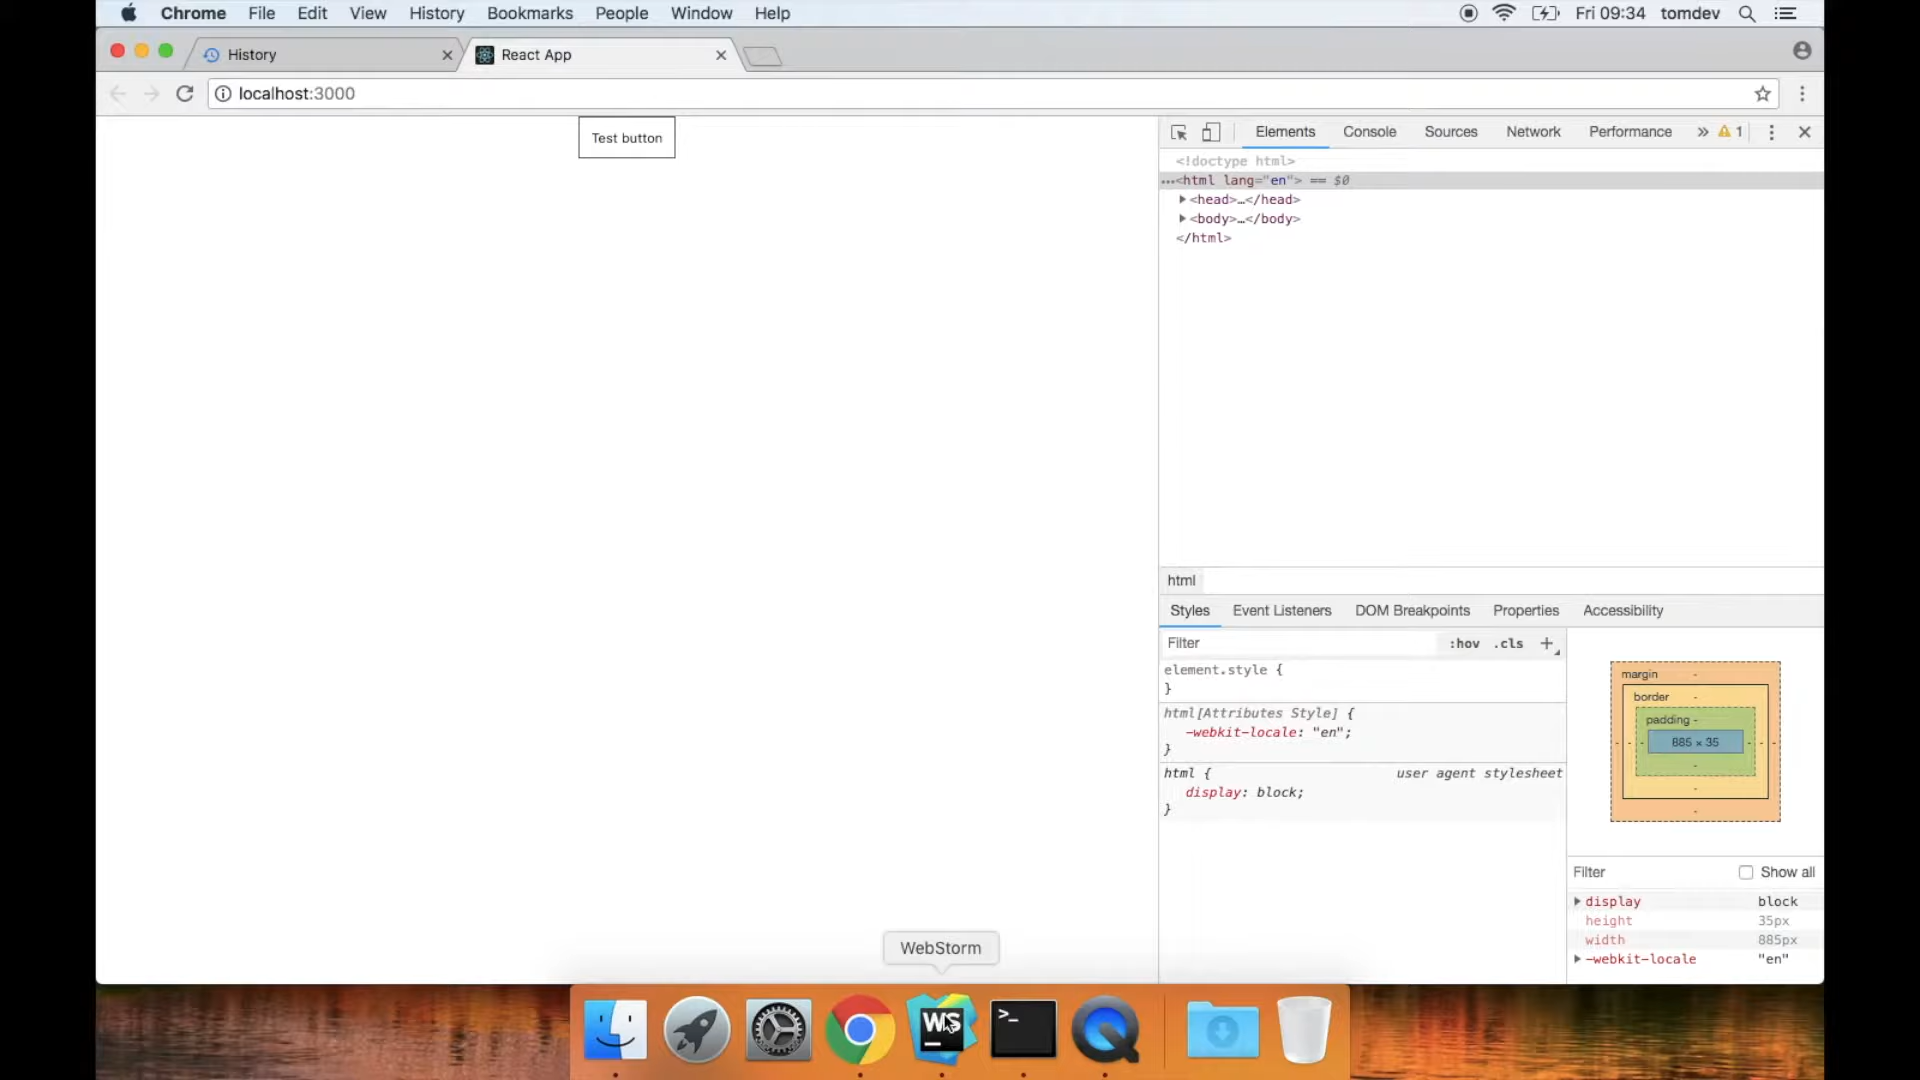 Chrome File Edit View History Bookmarks People Window Help Fri 09:34 tomdev
History React App
localhost:3000
Test button
Elements Console Sources Network Performance » 1
<!doctype html>
…<html lang="en"> == $0
<head>…</head>
<body>…</body>
</html>
html
Styles Event Listeners DOM Breakpoints Properties Accessibility
Filter :hov .cls +
element.style {
}
html[Attributes Style] {
-webkit-locale: "en";
}
html { user agent stylesheet
display: block;
}
margin -
border -
padding -
- - - 885 × 35 - - -
-
-
-
Filter Show all
display block
height 35px
width 885px
-webkit-locale "en"
WebStorm
WS
>_